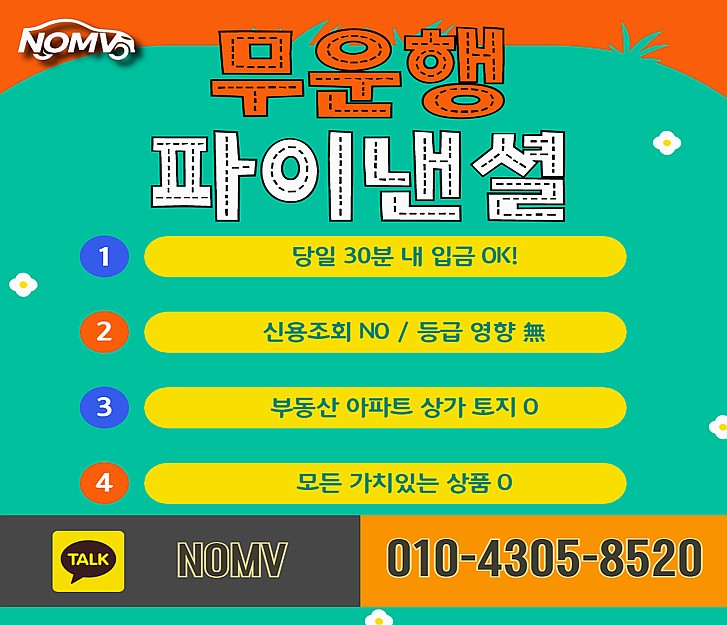 NOMV
무운행
파이낸셜
1 당일 30분 내 입금 OK!
2 신용조회 NO / 등급 영향 無
3 부동산 아파트 상가 토지 O
4 모든 가치있는 상품 O
TALK NOMV 010-4305-8520